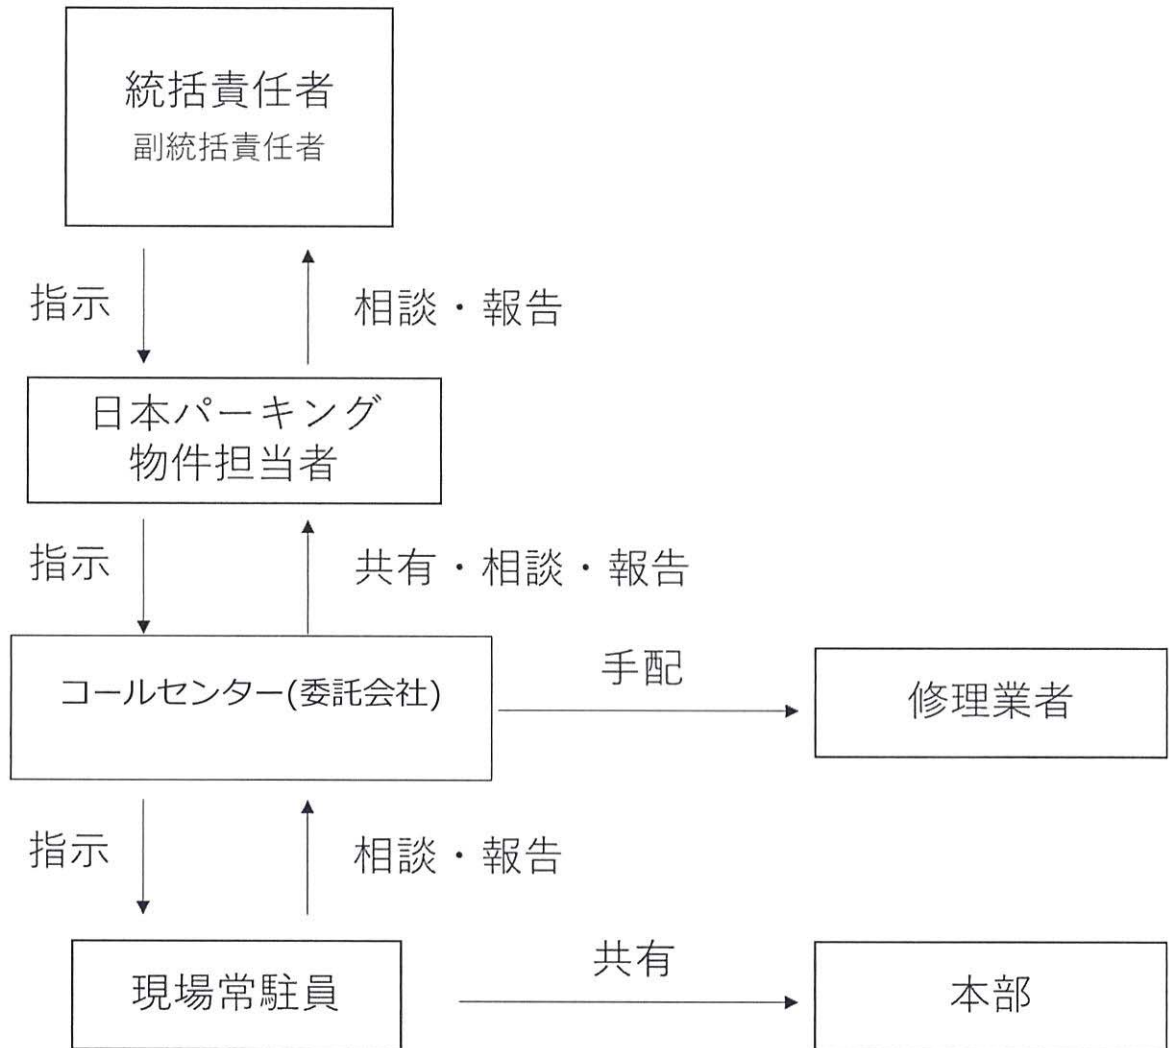 統括責任者
副統括責任者
指示
相談・報告
日本パーキング
物件担当者
指示
共有・相談・報告
コールセンター(委託会社)
手配
修理業者
指示
相談・報告
現場常駐員
共有
本部